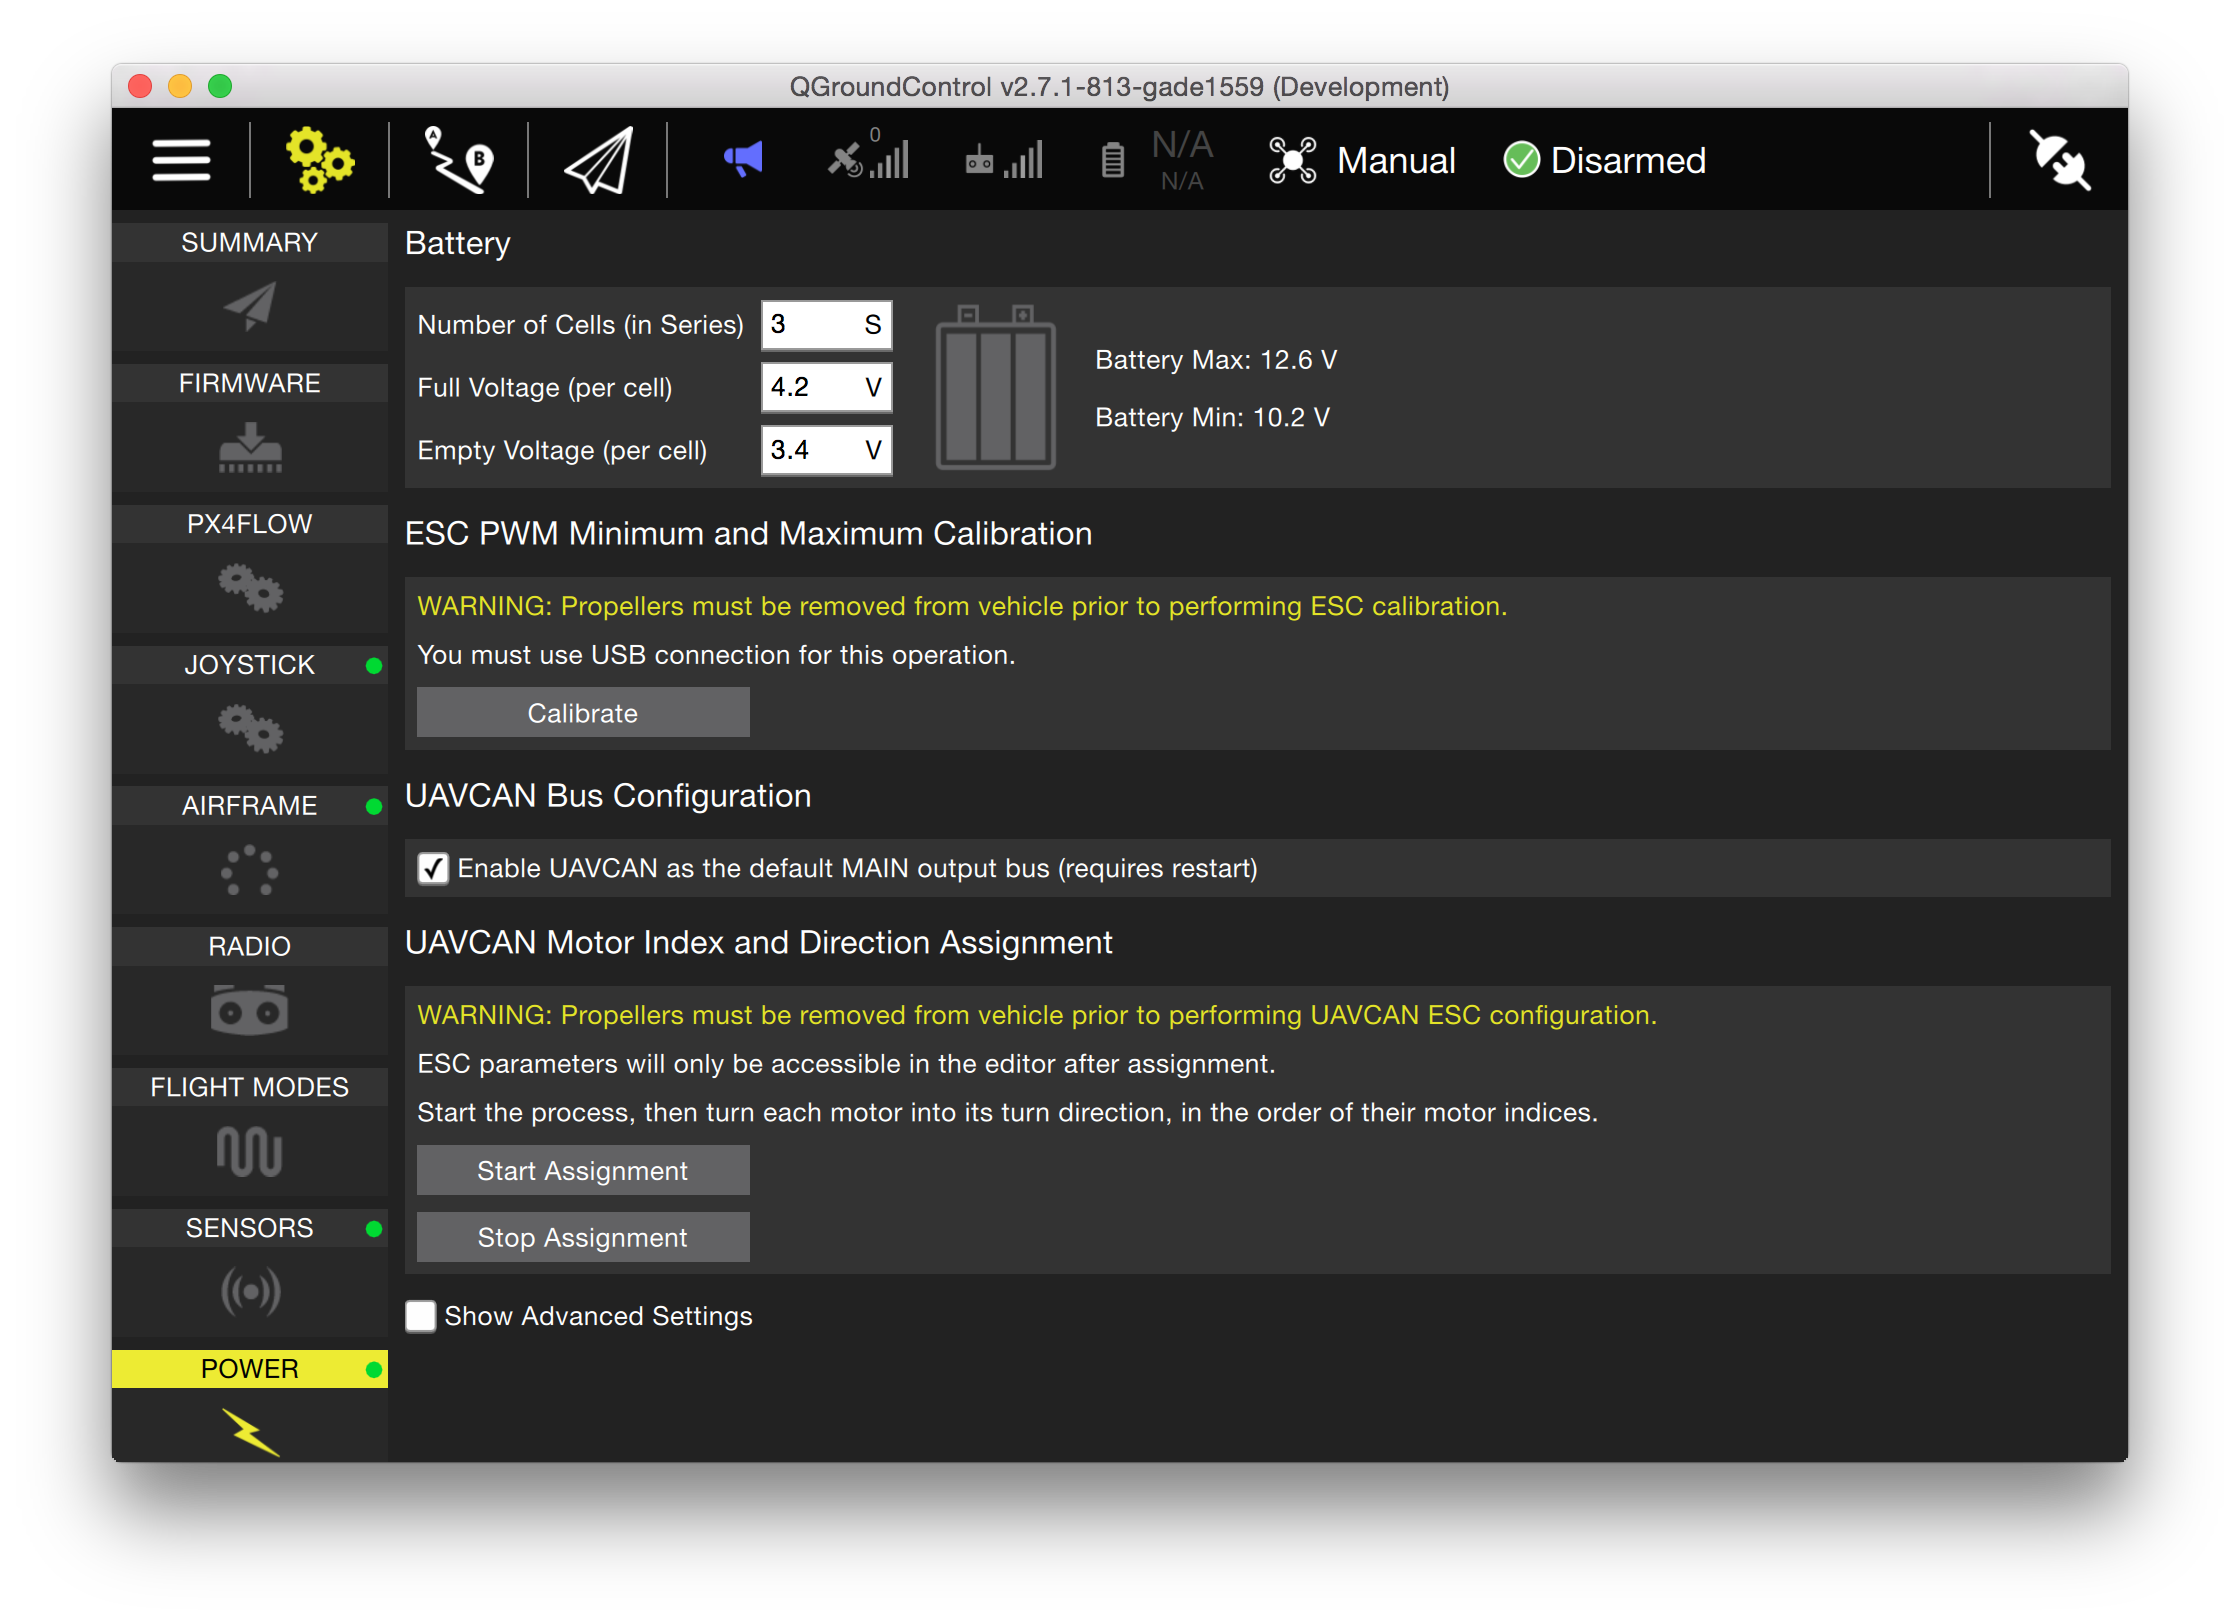 QGroundControl v2.7.1-813-gade1559 (Development)
A
B
0
N/A
N/A
Manual
Disarmed
SUMMARY
FIRMWARE
PX4FLOW
JOYSTICK
AIRFRAME
RADIO
FLIGHT MODES
SENSORS
POWER
Battery
Number of Cells (in Series) 3 S
Full Voltage (per cell) 4.2 V
Empty Voltage (per cell) 3.4 V
Battery Max: 12.6 V
Battery Min: 10.2 V
ESC PWM Minimum and Maximum Calibration
WARNING: Propellers must be removed from vehicle prior to performing ESC calibration.
You must use USB connection for this operation.
Calibrate
UAVCAN Bus Configuration
Enable UAVCAN as the default MAIN output bus (requires restart)
UAVCAN Motor Index and Direction Assignment
WARNING: Propellers must be removed from vehicle prior to performing UAVCAN ESC configuration.
ESC parameters will only be accessible in the editor after assignment.
Start the process, then turn each motor into its turn direction, in the order of their motor indices.
Start Assignment
Stop Assignment
Show Advanced Settings